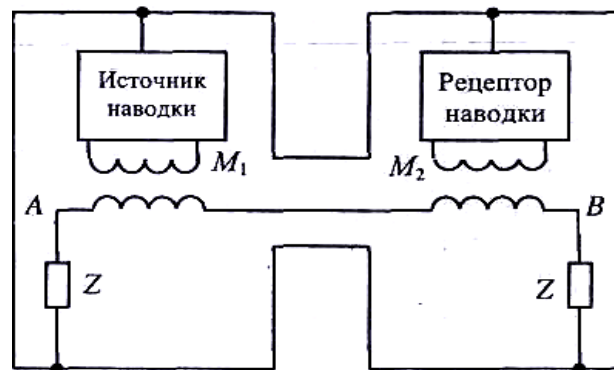 Источник
наводки
Рецептор
наводки
M1
M2
A
B
Z
Z